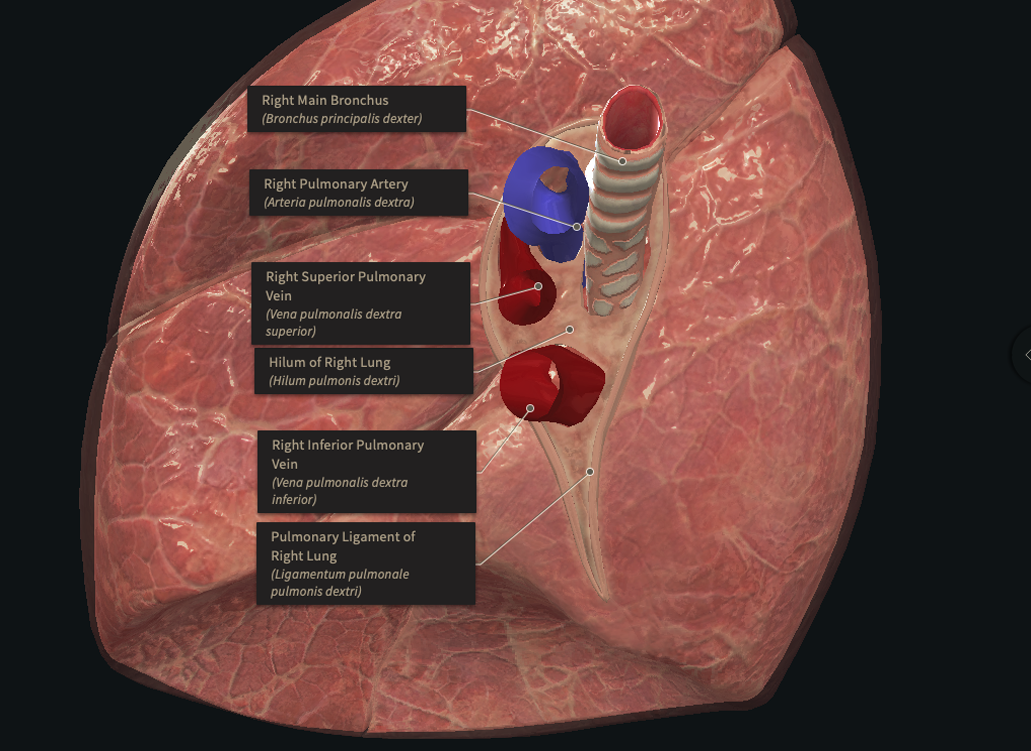 Right Main Bronchus
(Bronchus principalis dexter)
Right Pulmonary Artery
(Arteria pulmonalis dextra)
Right Superior Pulmonary
Vein
(Vena pulmonalis dextra
superior)
Hilum of Right Lung
(Hilum pulmonis dextri)
Right Inferior Pulmonary
Vein
(Vena pulmonalis dextra
inferior)
Pulmonary Ligament of
Right Lung
(Ligamentum pulmonale
pulmonis dextri)